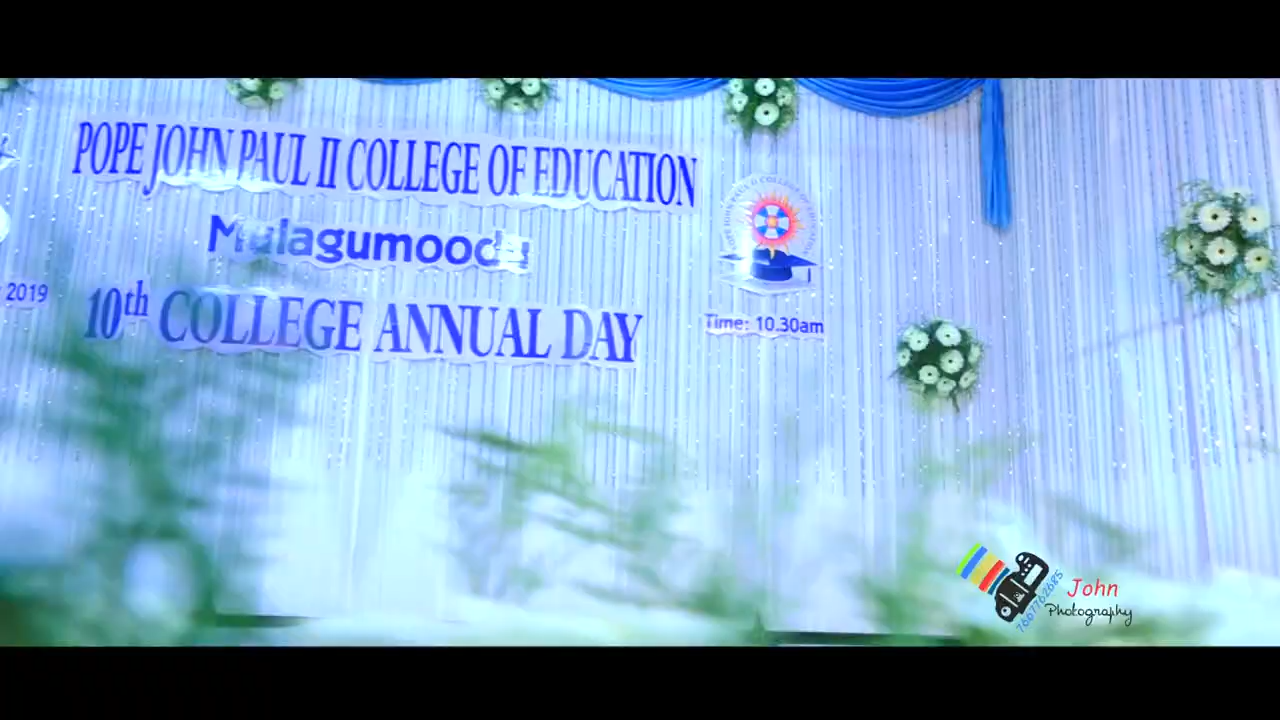 POPE JOHN PAUL II COLLEGE OF EDUCATION
Mulagumoodu
10th COLLEGE ANNUAL DAY
2019
Time: 10.30am
John
Photography